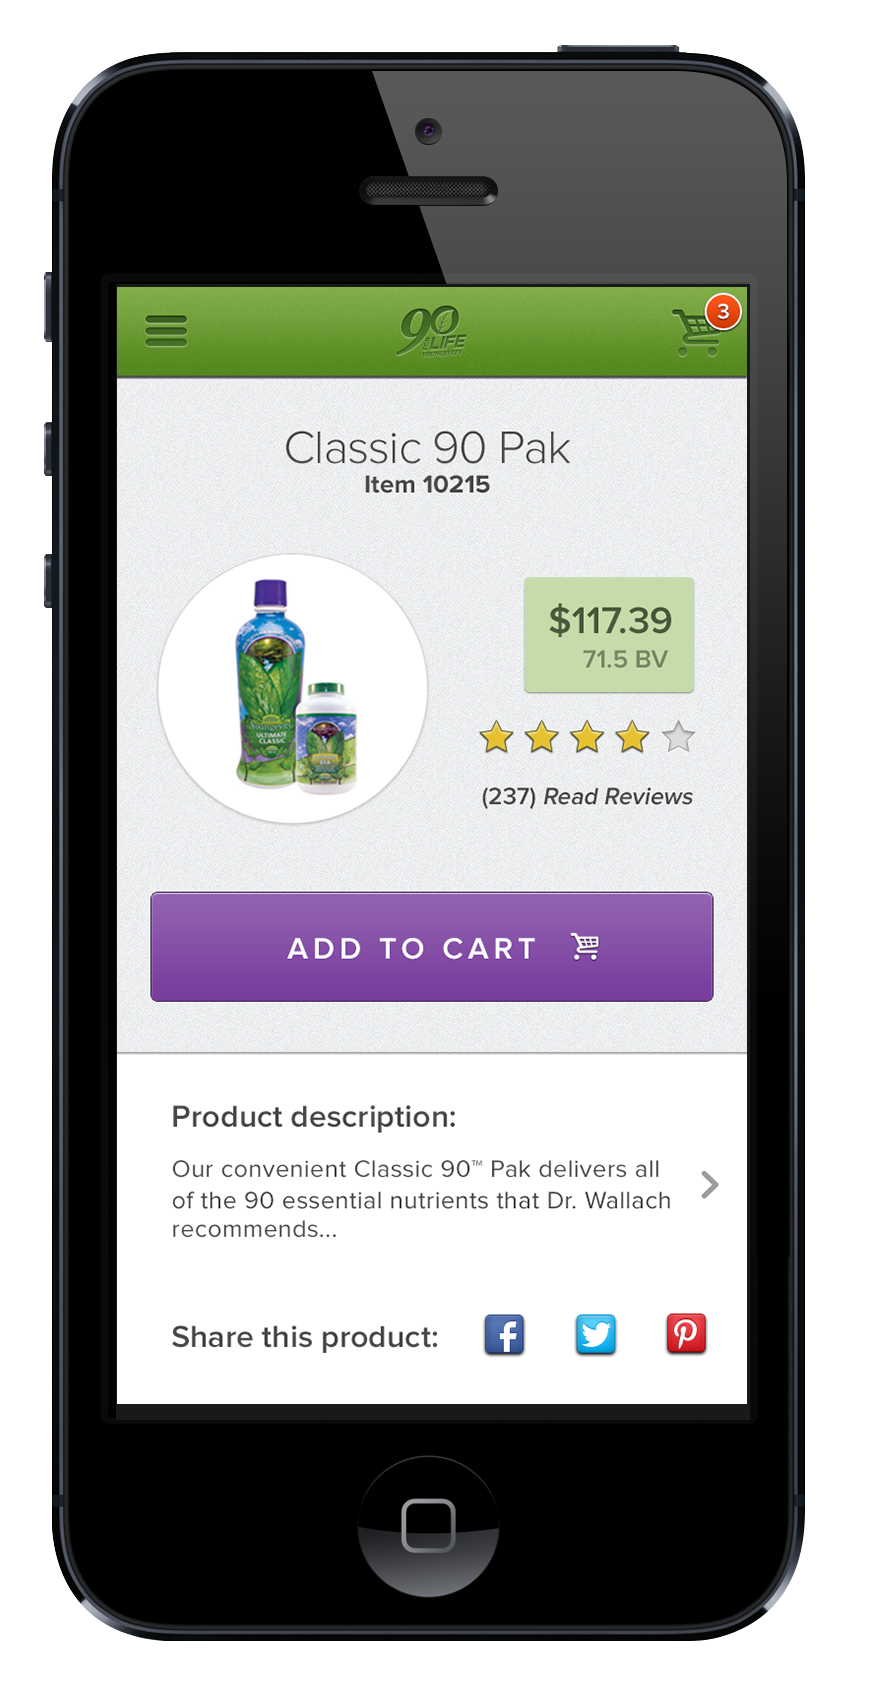 3
90
FOR LIFE
YOUNGEVITY
Classic 90 Pak
Item 10215
$117.39
71.5 BV
ULTIMATE
CLASSIC
(237) Read Reviews
ADD TO CART
Product description:
Our convenient Classic 90™ Pak delivers all
of the 90 essential nutrients that Dr. Wallach
recommends...
Share this product: